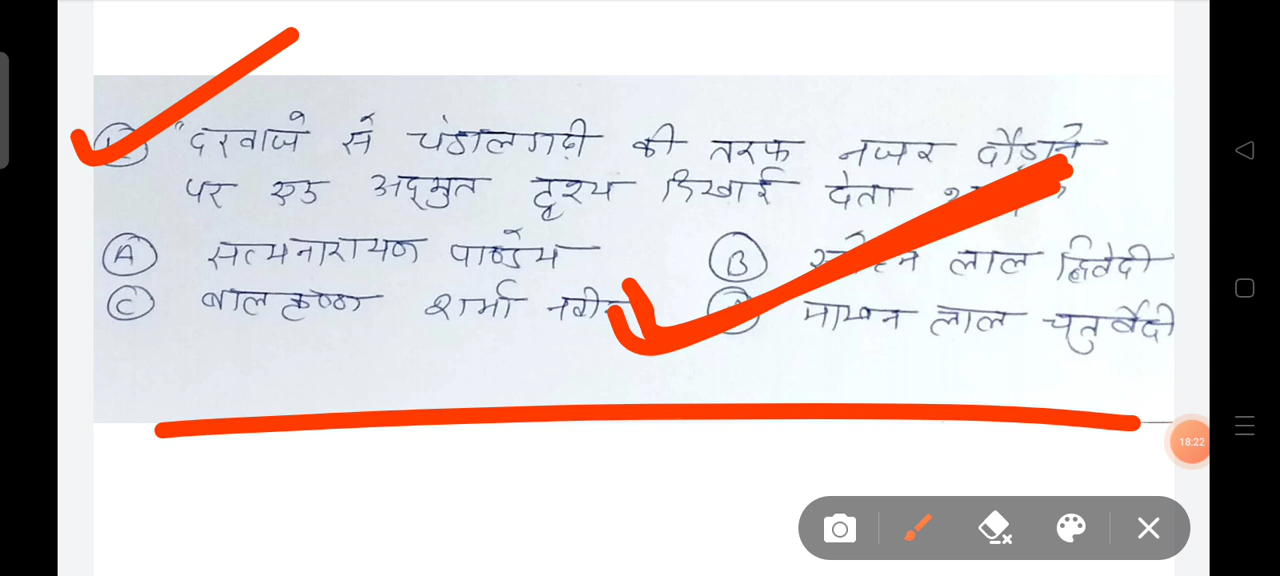 "दरवाजे से चंडालगढ़ी की तरफ नजर दौड़ाने
पर एक अद्भुत दृश्य दिखाई देता
(A) सत्यनारायण पाण्डेय (B) लाल द्विवेदी
(C) बालकृष्ण शर्मा माखन लाल चतुर्वेदी
18:22